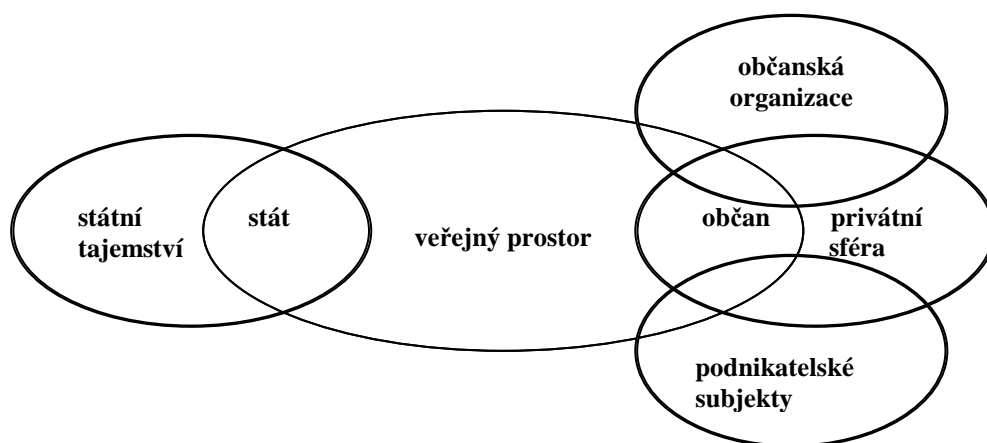 občanská
organizace
státní
tajemství
stát
veřejný prostor
občan
privátní
sféra
podnikatelské
subjekty